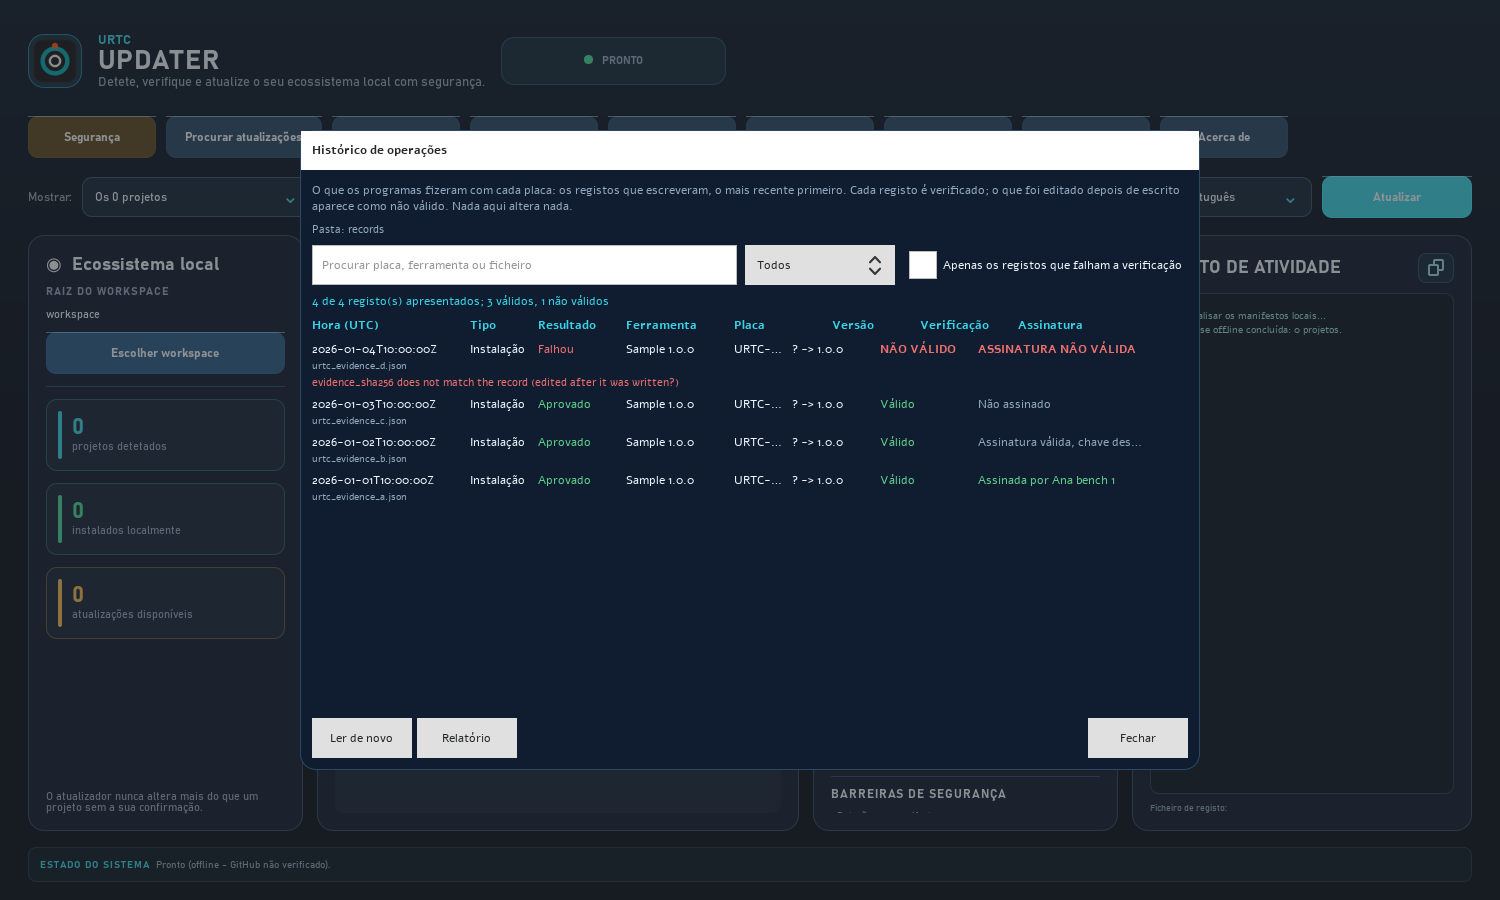 URTC
UPDATER
Detete, verifique e atualize o seu ecossistema local com segurança.
PRONTO
Segurança
Procurar atualizações
Acerca de
Mostrar:
Os 0 projetos
tuguês
Atualizar
Histórico de operações
O que os programas fizeram com cada placa: os registos que escreveram, o mais recente primeiro. Cada registo é verificado; o que foi editado depois de escrito
aparece como não válido. Nada aqui altera nada.
Pasta: records
Procurar placa, ferramenta ou ficheiro
Todos
Apenas os registos que falham a verificação
4 de 4 registo(s) apresentados; 3 válidos, 1 não válidos
Hora (UTC) Tipo Resultado Ferramenta Placa Versão Verificação Assinatura
2026-01-04T10:00:00Z Instalação Falhou Sample 1.0.0 URTC-... ? -> 1.0.0 NÃO VÁLIDO ASSINATURA NÃO VÁLIDA
urtc_evidence_d.json
evidence_sha256 does not match the record (edited after it was written?)
2026-01-03T10:00:00Z Instalação Aprovado Sample 1.0.0 URTC-... ? -> 1.0.0 Válido Não assinado
urtc_evidence_c.json
2026-01-02T10:00:00Z Instalação Aprovado Sample 1.0.0 URTC-... ? -> 1.0.0 Válido Assinatura válida, chave des...
urtc_evidence_b.json
2026-01-01T10:00:00Z Instalação Aprovado Sample 1.0.0 URTC-... ? -> 1.0.0 Válido Assinada por Ana bench 1
urtc_evidence_a.json
Ler de novo
Relatório
Fechar
Ecossistema local
RAIZ DO WORKSPACE
workspace
Escolher workspace
0
projetos detetados
0
instalados localmente
0
atualizações disponíveis
O atualizador nunca altera mais do que um
projeto sem a sua confirmação.
BARREIRAS DE SEGURANÇA
TO DE ATIVIDADE
alisar os manifestos locais...
se offline concluída: 0 projetos.
Ficheiro de registo:
ESTADO DO SISTEMA Pronto (offline - GitHub não verificado).